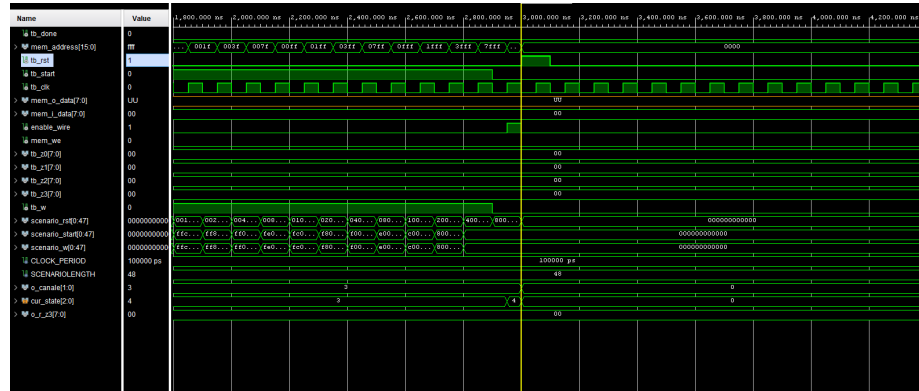 Name Value 1,800.000 ns 2,000.000 ns 2,200.000 ns 2,400.000 ns 2,600.000 ns 2,800.000 ns 3,000.000 ns 3,200.000 ns 3,400.000 ns 3,600.000 ns 3,800.000 ns 4,000.000 ns 4,200.000 ns
tb_done 0
mem_address[15:0] fff ... 001f 003f 007f 00ff 01ff 03ff 07ff 0fff 1fff 3fff 7fff ... 0000
tb_rst 1
tb_start 0
tb_clk 0
mem_o_data[7:0] UU UU
mem_i_data[7:0] 00 00
enable_wire 1
mem_we 0
tb_z0[7:0] 00 00
tb_z1[7:0] 00 00
tb_z2[7:0] 00 00
tb_z3[7:0] 00 00
tb_w 0
scenario_rst[0:47] 0000000000 001... 002... 004... 008... 010... 020... 040... 080... 100... 200... 400... 800... 000000000000
scenario_start[0:47] 0000000000 ffc... ff8... ff0... fe0... fc0... f80... f00... e00... c00... 800... 000000000000
scenario_w[0:47] 0000000000 ffc... ff8... ff0... fe0... fc0... f80... f00... e00... c00... 800... 000000000000
CLOCK_PERIOD 100000 ps 100000 ps
SCENARIOLENGTH 48 48
o_canale[1:0] 3 3 0
cur_state[2:0] 4 3 4 0
o_r_z3[7:0] 00 00